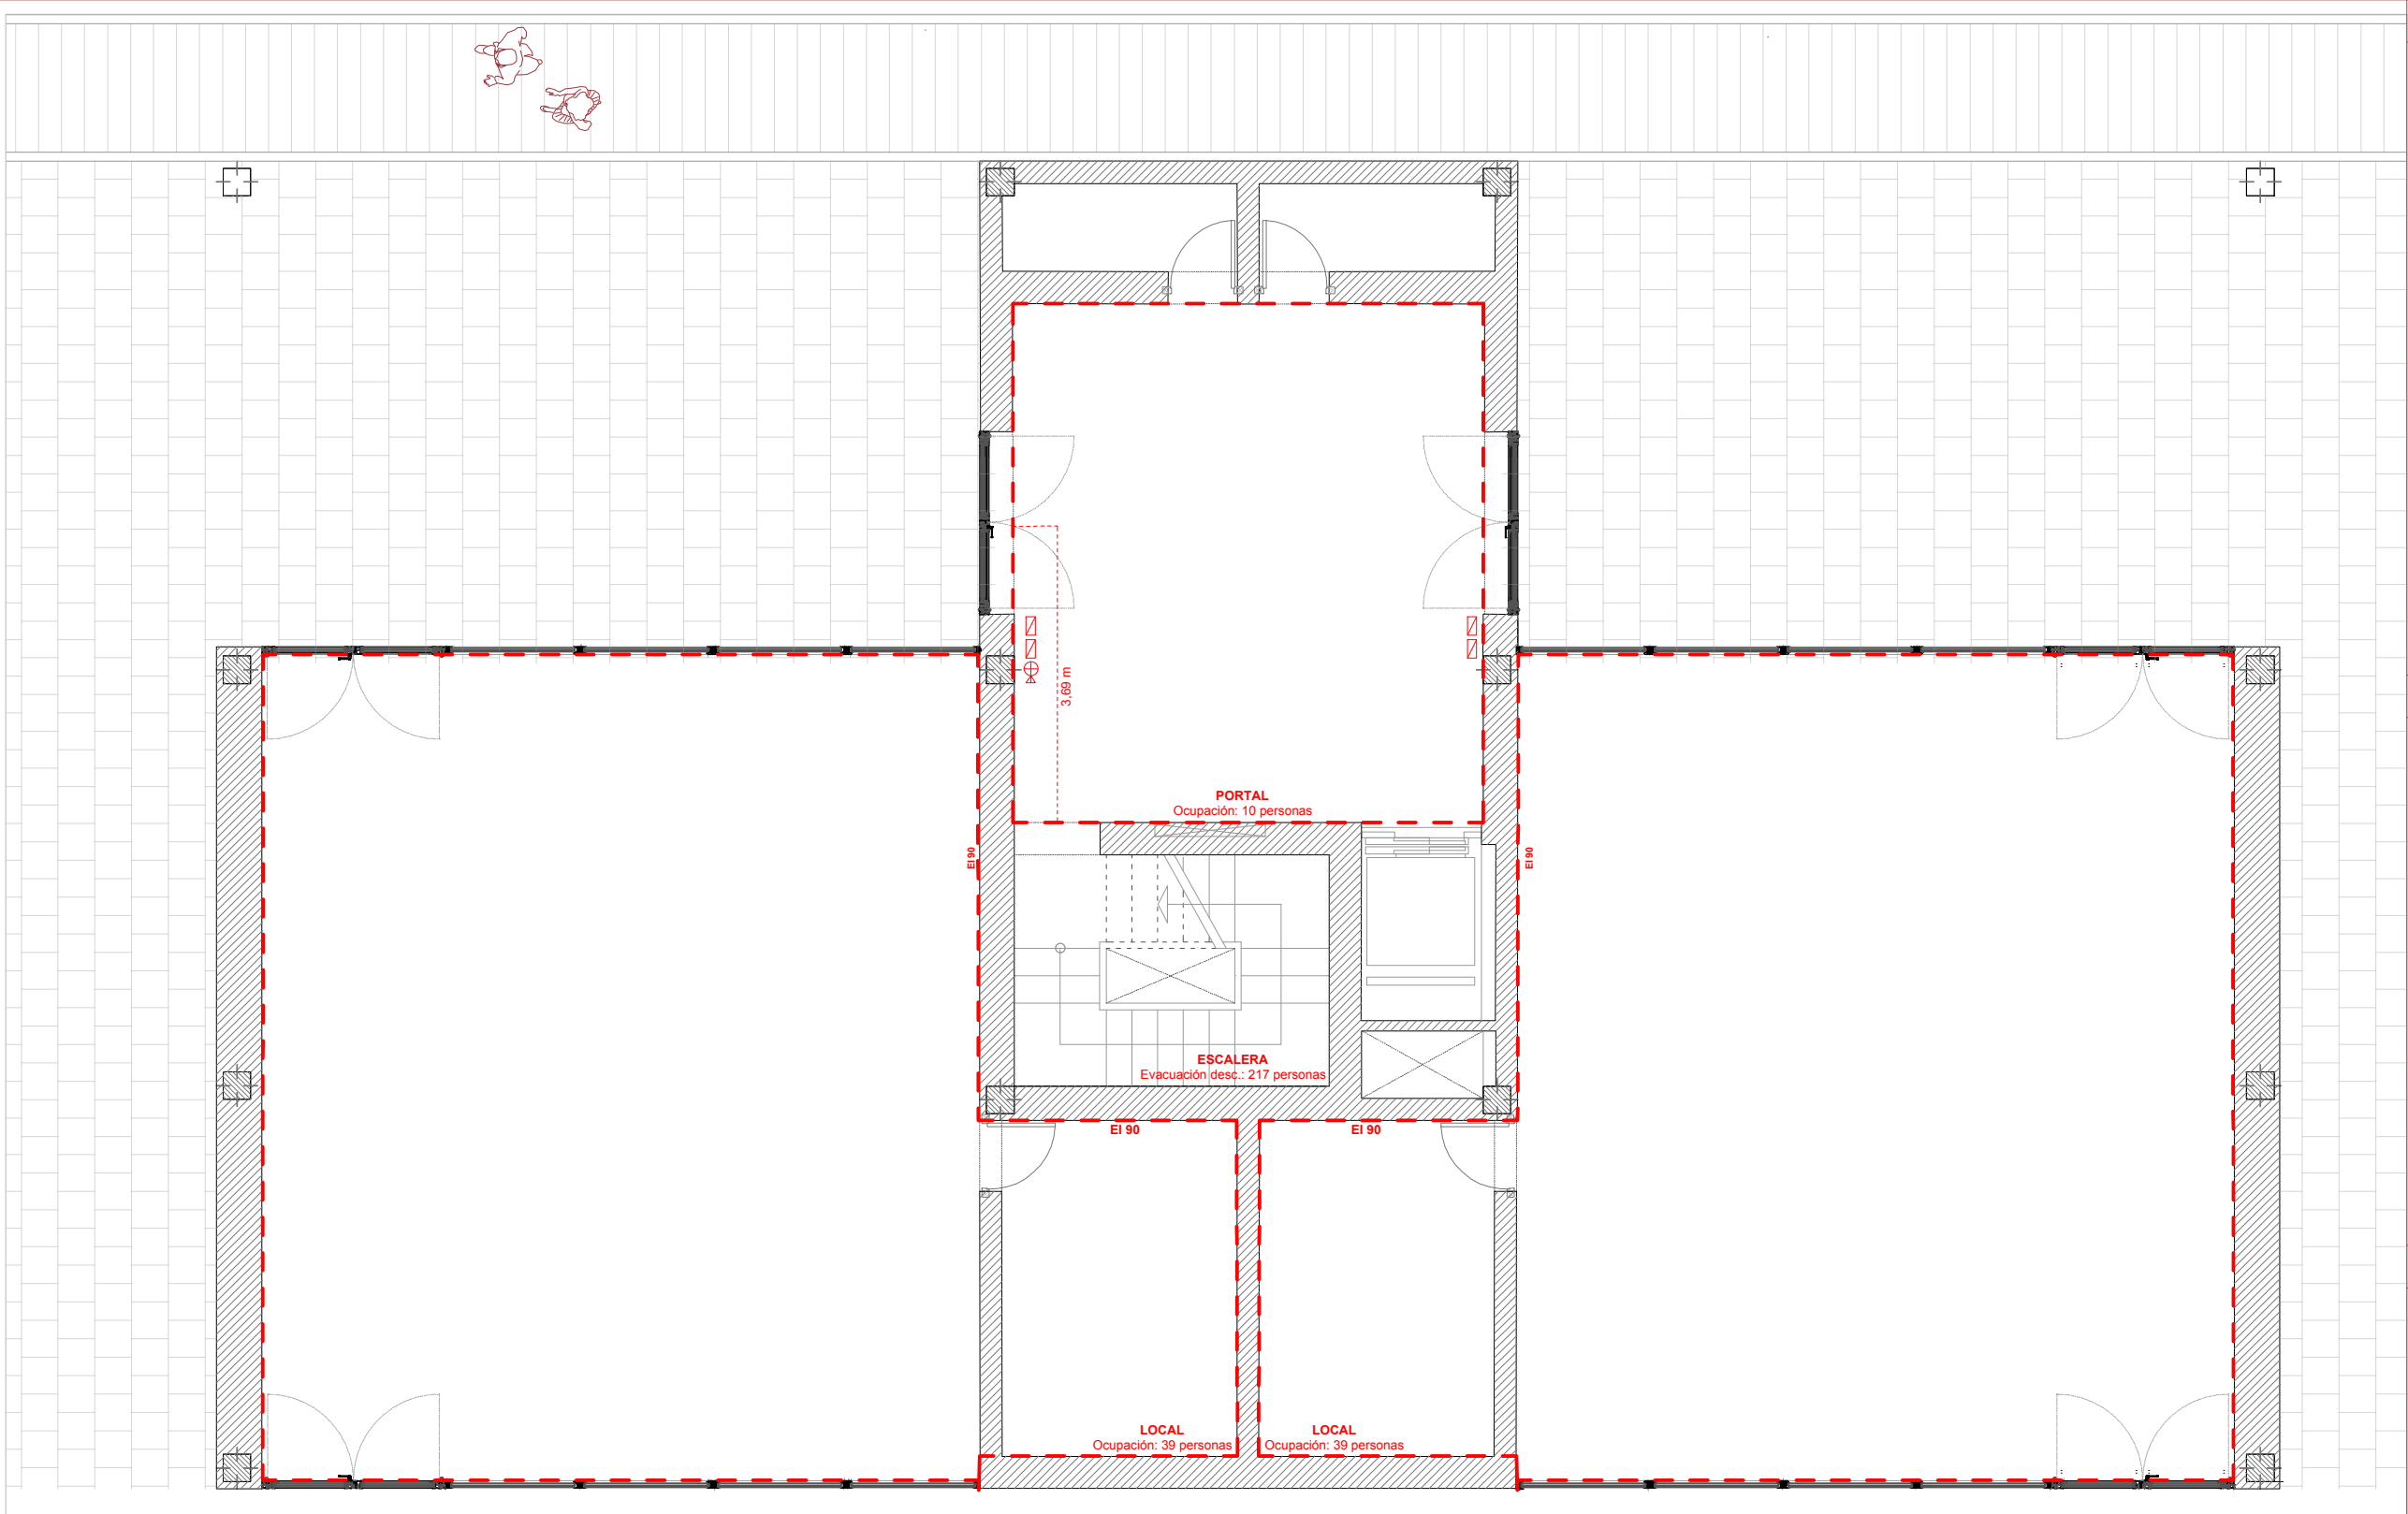 3,69 m
PORTAL
Ocupación: 10 personas
EI 90
EI 90
ESCALERA
Evacuación desc.: 217 personas
EI 90
EI 90
LOCAL
Ocupación: 39 personas
LOCAL
Ocupación: 39 personas